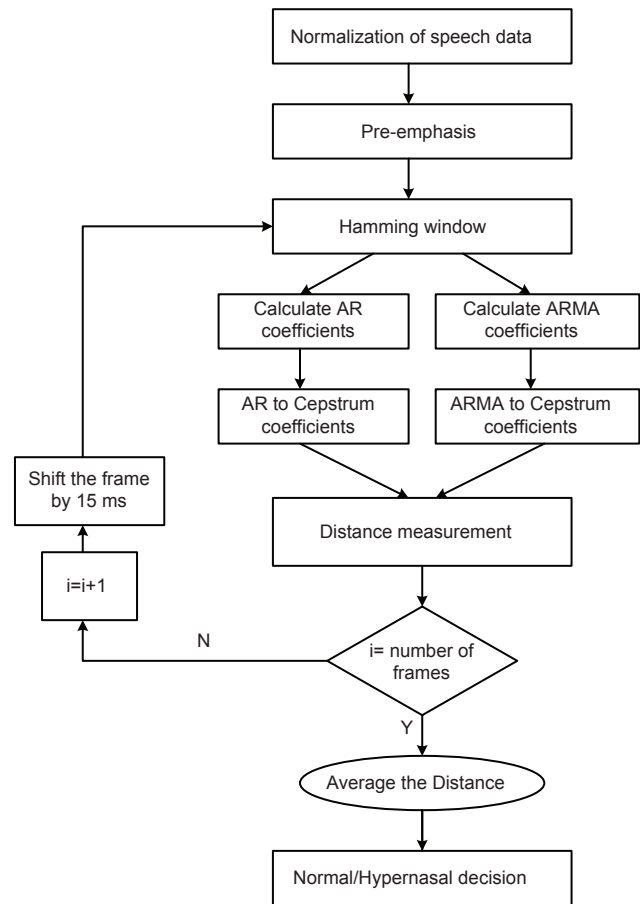 Normalization of speech data
Pre-emphasis
Hamming window
Calculate AR
coefficients
Calculate ARMA
coefficients
AR to Cepstrum
coefficients
ARMA to Cepstrum
coefficients
Shift the frame
by 15 ms
Distance measurement
i=i+1
N
i= number of
frames
Y
Average the Distance
Normal/Hypernasal decision